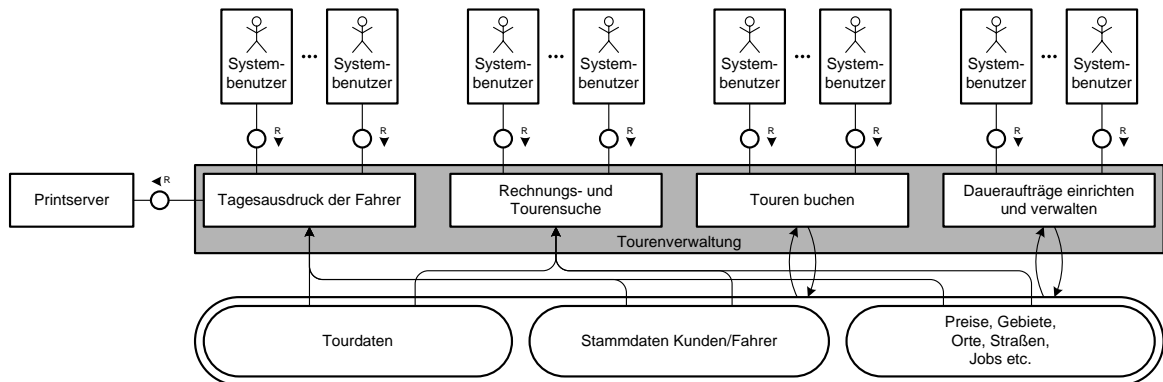 System-
benutzer
...
System-
benutzer
System-
benutzer
...
System-
benutzer
System-
benutzer
...
System-
benutzer
System-
benutzer
...
System-
benutzer
R
R
R
R
R
R
R
R
Printserver
R
Tagesausdruck der Fahrer
Rechnungs- und
Tourensuche
Touren buchen
Daueraufträge einrichten
und verwalten
Tourenverwaltung
Tourdaten
Stammdaten Kunden/Fahrer
Preise, Gebiete,
Orte, Straßen,
Jobs etc.